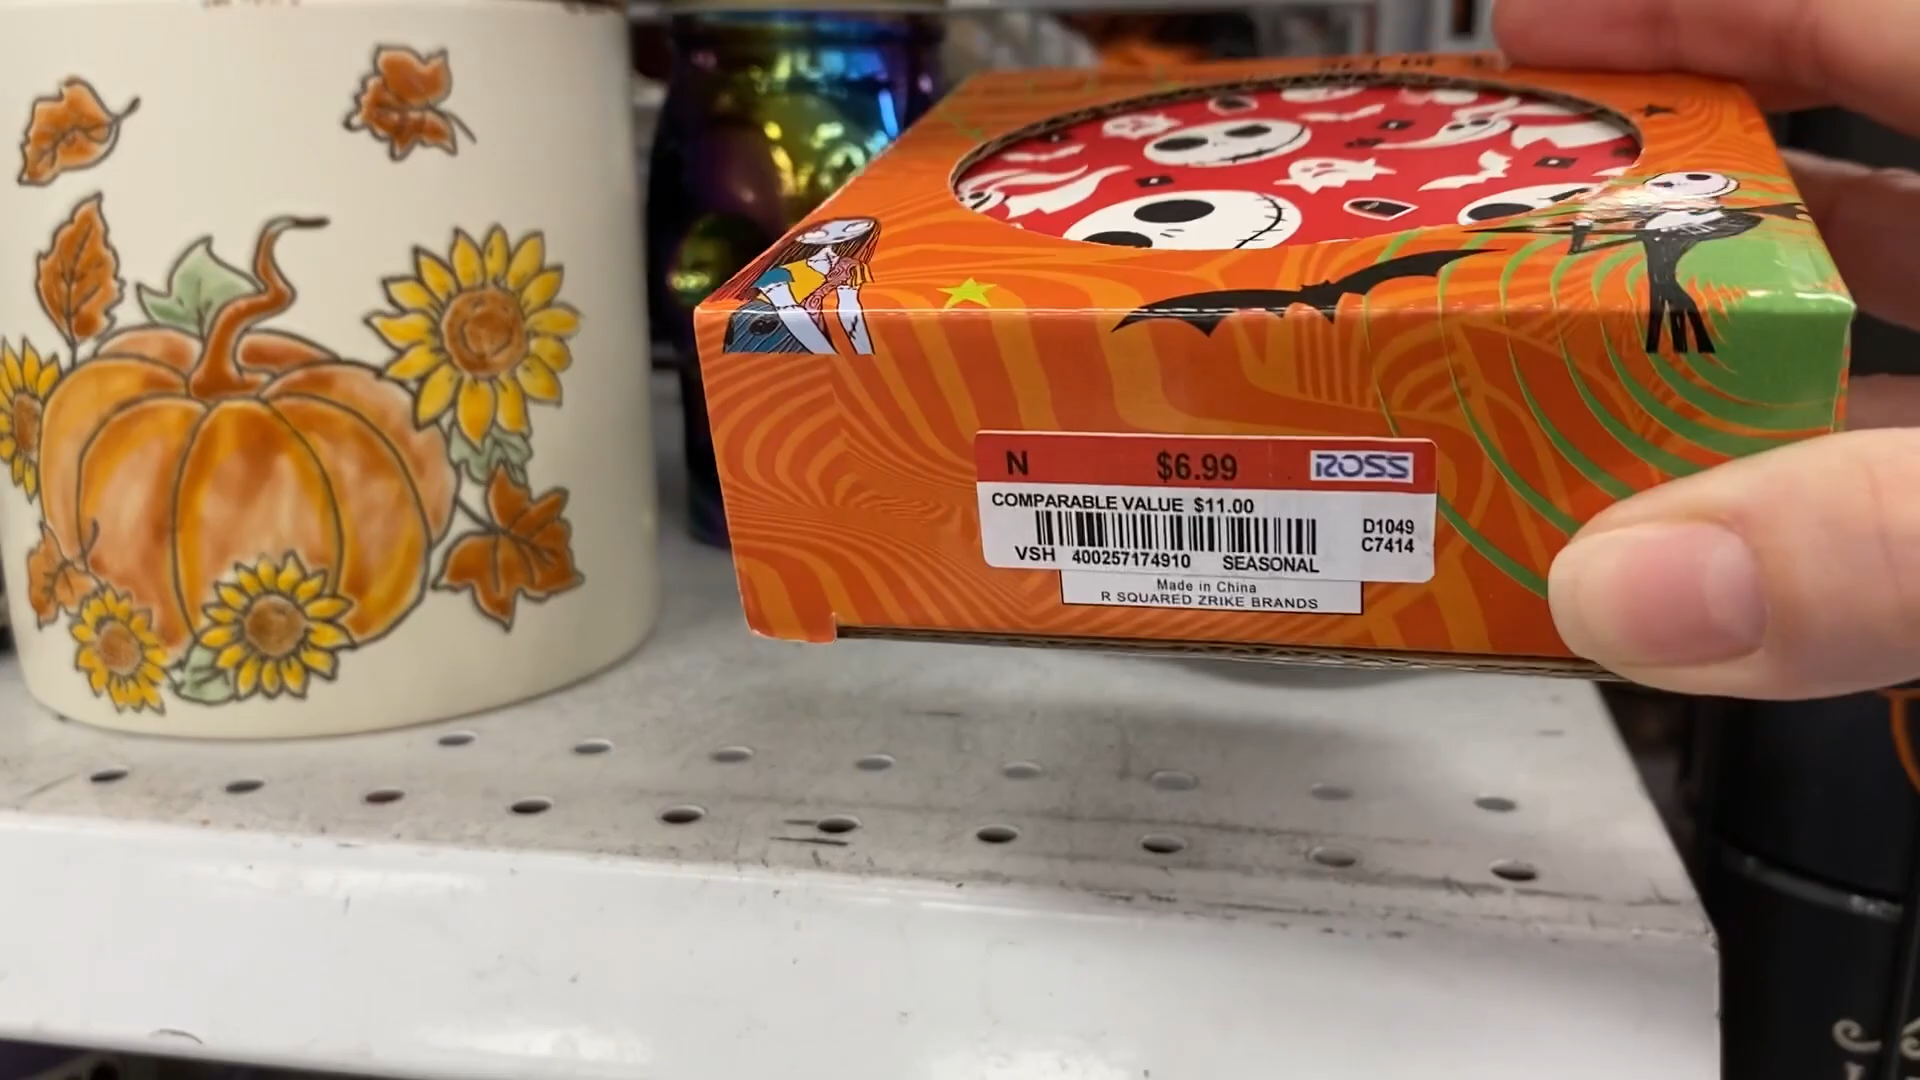 N $6.99 ROSS
COMPARABLE VALUE $11.00
D1049
C7414
VSH 400257174910 SEASONAL
Made in China
R SQUARED ZRIKE BRANDS